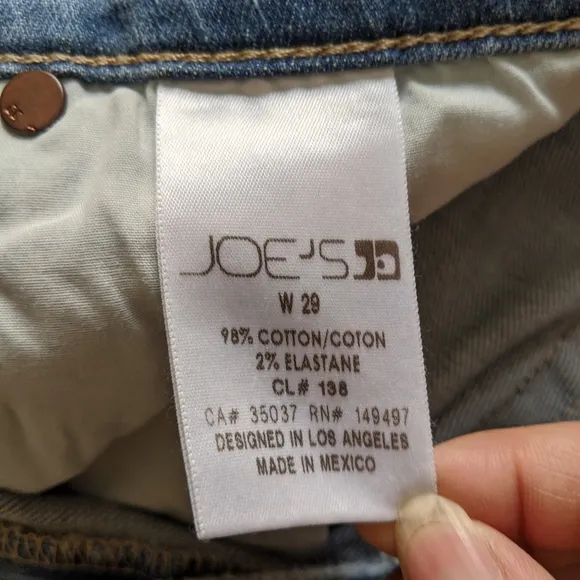 JOE'S
W 29
98% COTTON/COTON
2% ELASTANE
CL# 138
CA# 35037 RN# 149497
DESIGNED IN LOS ANGELES
MADE IN MEXICO